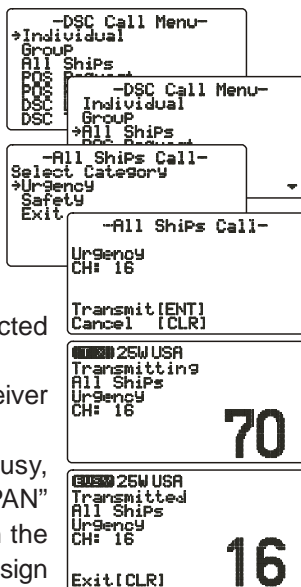 -DSC Call Menu-
→Individual
Group
All Ships
POS Request
POS
DSC
DSC
-DSC Call Menu-
Individual
Group
→All Ships
POS Request
-All Ships Call-
Select Category
→Urgency
Safety
Exit
-All Ships Call-
Urgency
CH: 16
Transmit[ENT]
Cancel [CLR]
25W USA
Transmitting
All Ships
Urgency
CH: 16
70
BUSY 25W USA
Transmitted
All Ships
Urgency
CH: 16
Exit[CLR]
16
cted
eiver
usy,
PAN”
the
sign